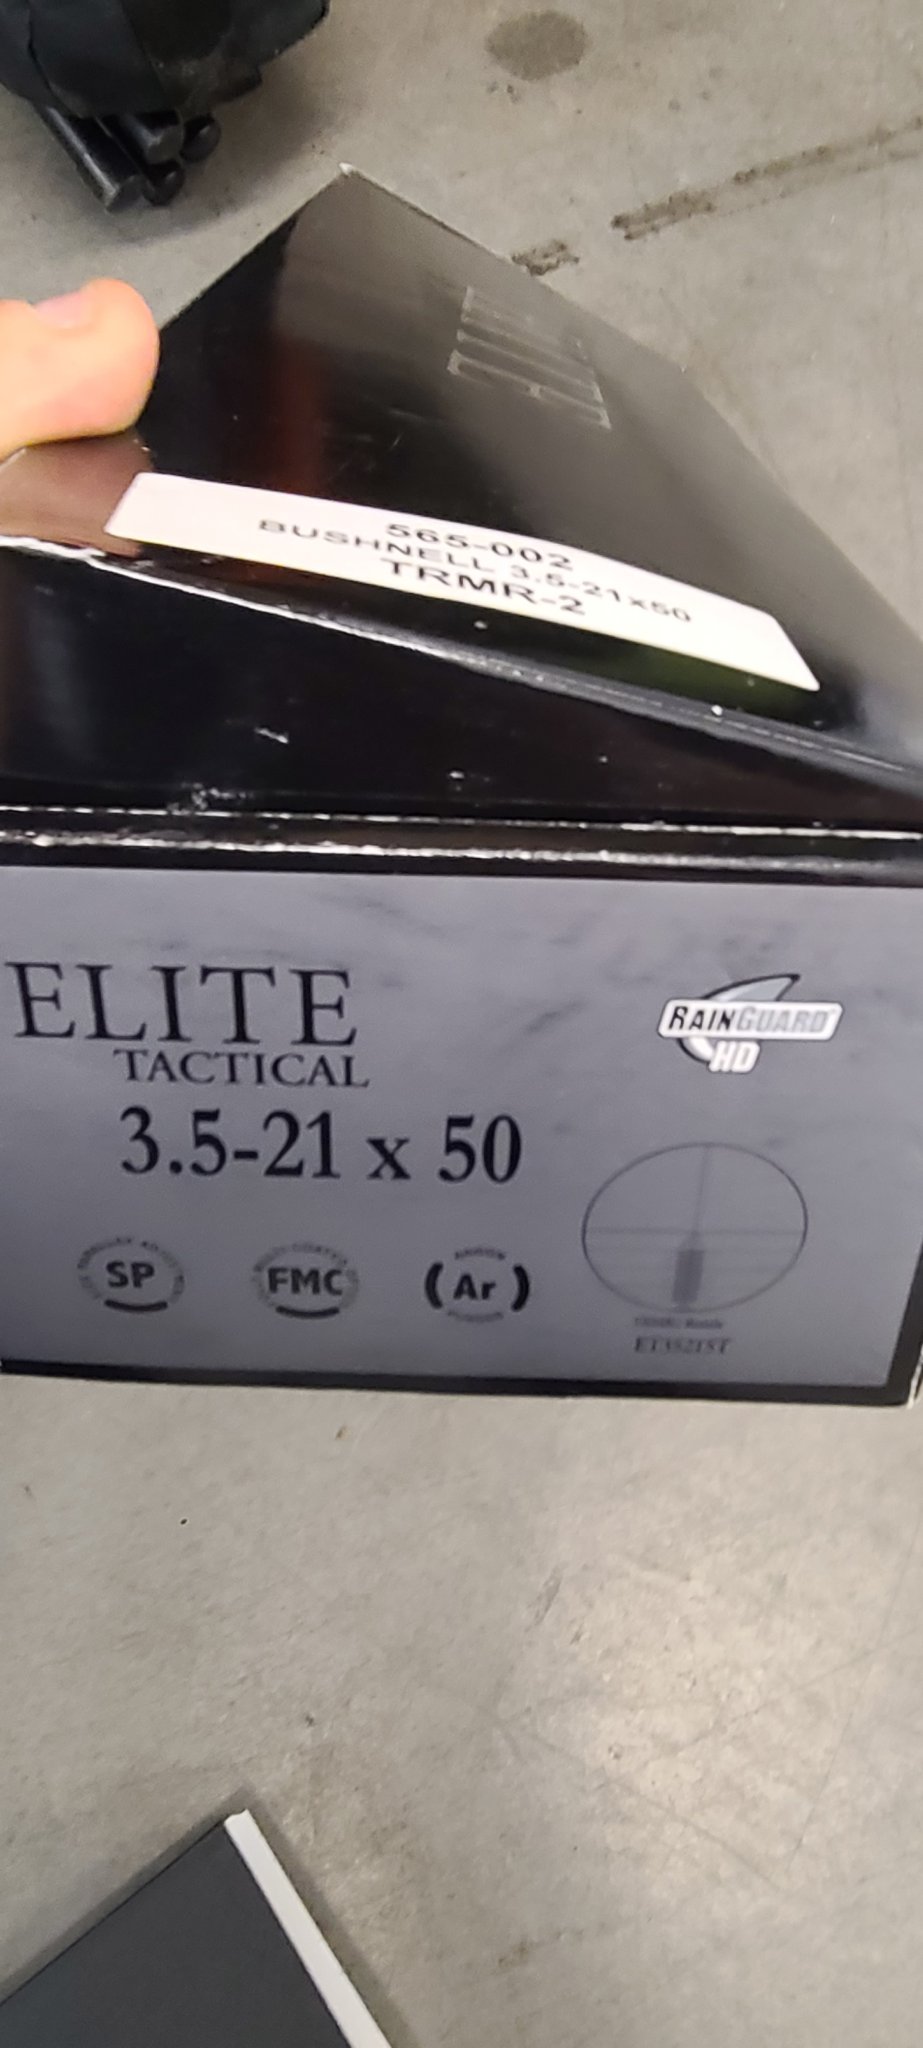 565-002
BUSHNELL 3.5-21x50
TRMR-2
ELITE
TACTICAL
RAINGUARD
HD
3.5-21 x 50
SP
FMC
Ar